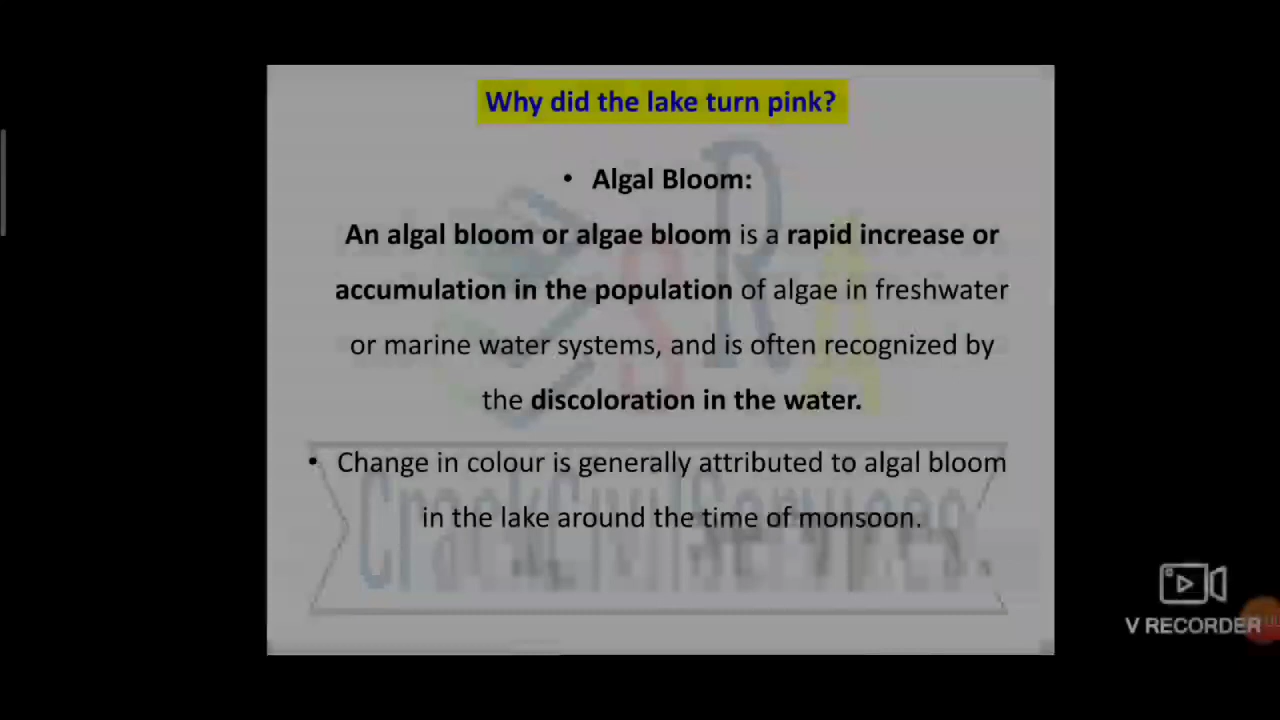 Why did the lake turn pink?
• Algal Bloom:
An algal bloom or algae bloom is a rapid increase or
accumulation in the population of algae in freshwater
or marine water systems, and is often recognized by
the discoloration in the water.
• Change in colour is generally attributed to algal bloom
in the lake around the time of monsoon.
SRA
CrackCivilServices.
V RECORDER